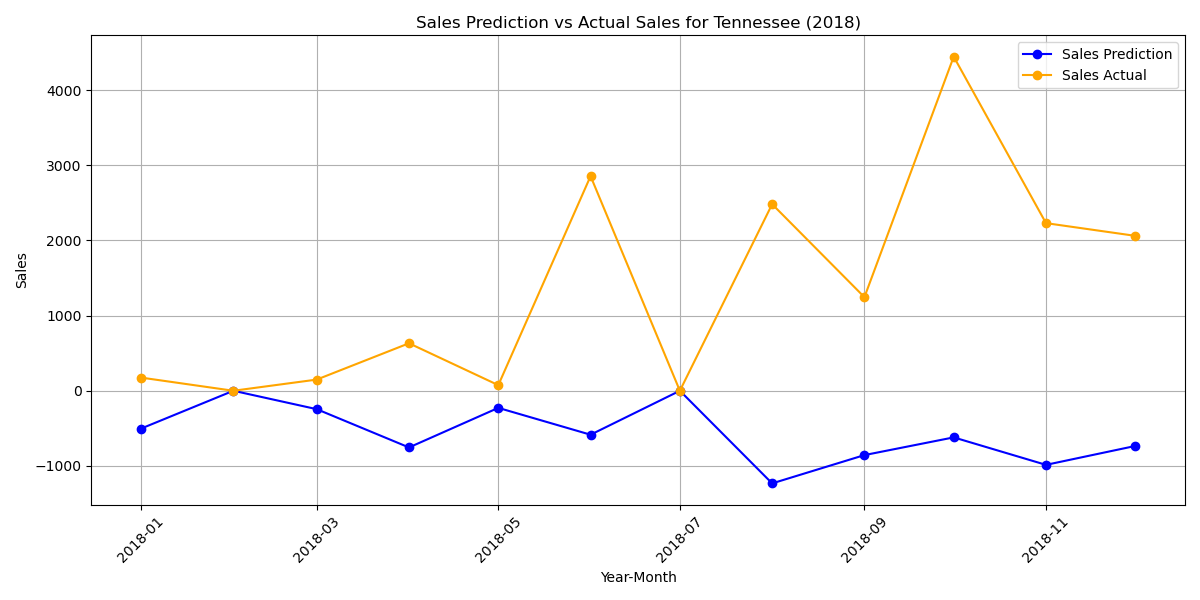 Sales Prediction vs Actual Sales for Tennessee (2018)
Sales Prediction
Sales Actual
4000
3000
2000
1000
0
−1000
Sales
2018-01
2018-03
2018-05
2018-07
2018-09
2018-11
Year-Month